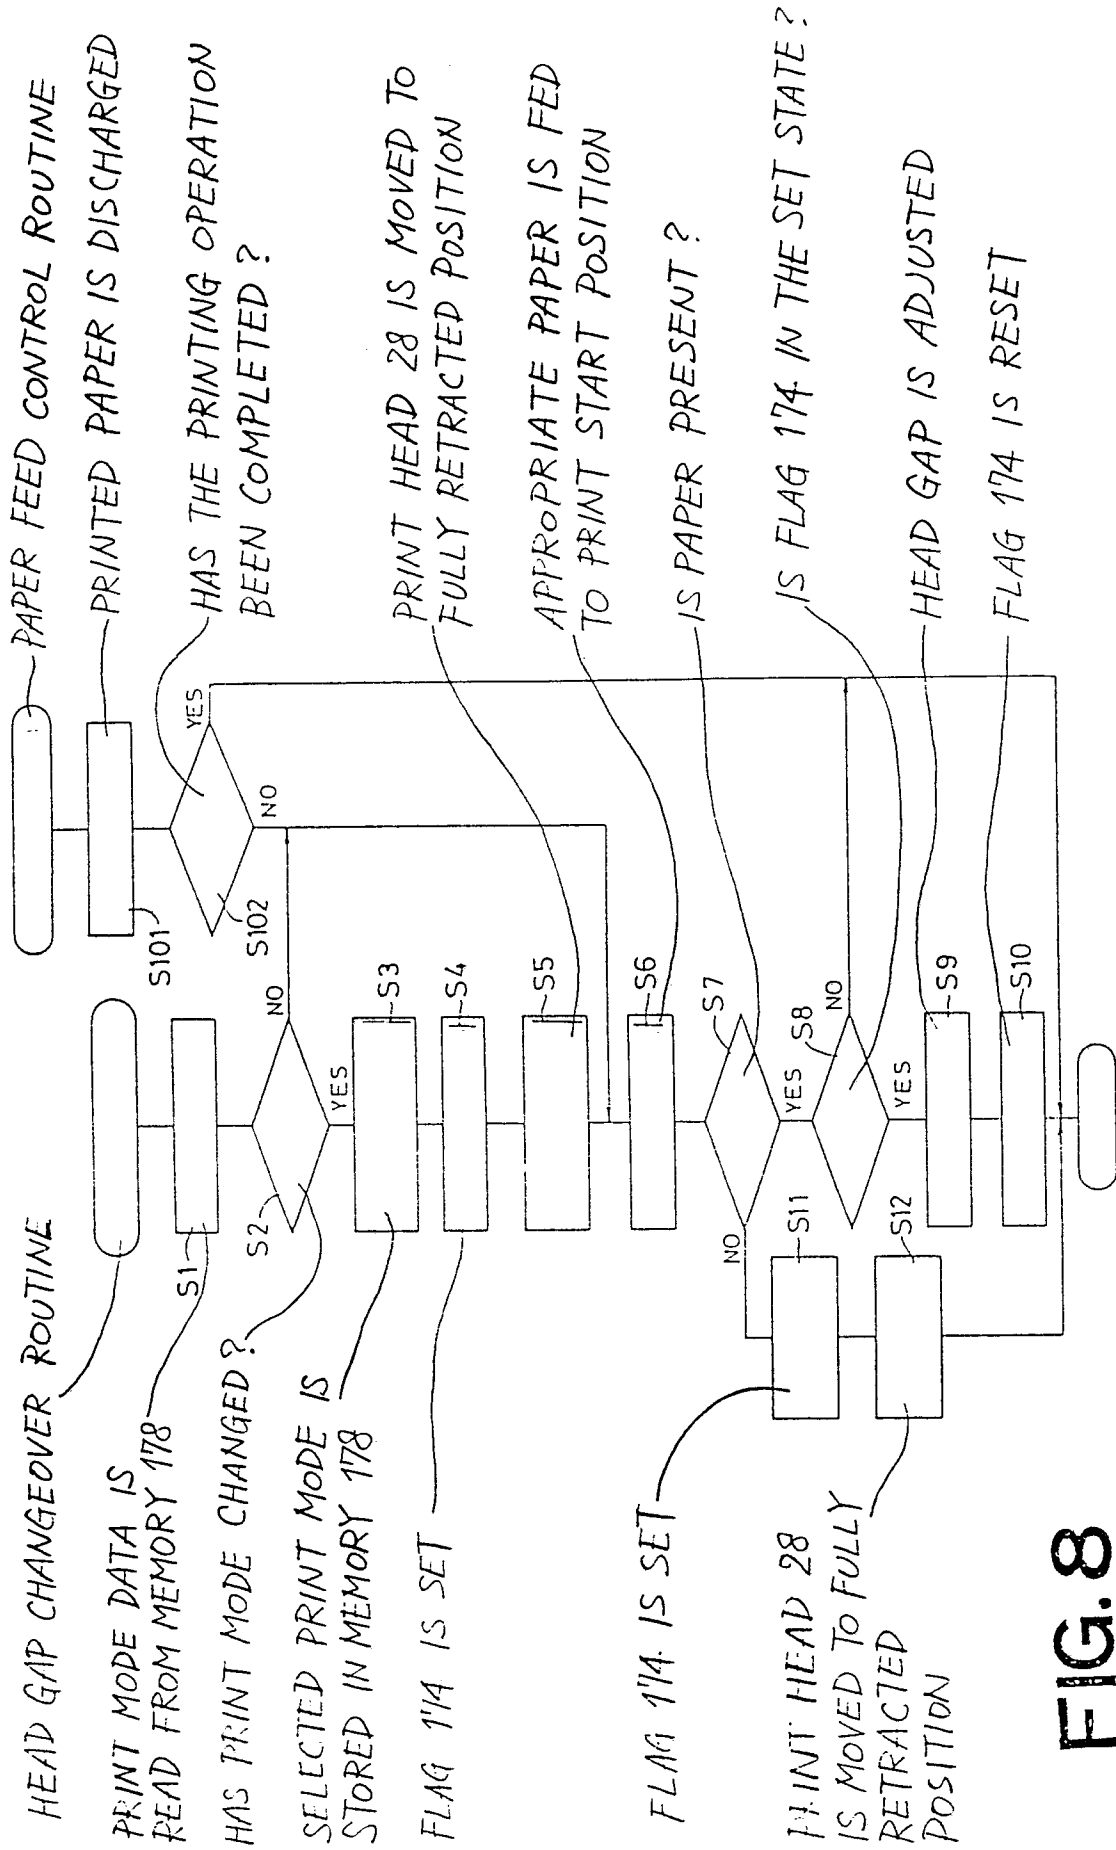 HEAD GAP CHANGEOVER ROUTINE
PRINT MODE DATA IS
READ FROM MEMORY 178
S1
HAS PRINT MODE CHANGED?
S2
NO
YES
SELECTED PRINT MODE IS
STORED IN MEMORY 178
S3
FLAG 174 IS SET
S4
PAPER FEED CONTROL ROUTINE
PRINTED PAPER IS DISCHARGED
S101
HAS THE PRINTING OPERATION
BEEN COMPLETED?
S102
YES
NO
PRINT HEAD 28 IS MOVED TO
FULLY RETRACTED POSITION
S5
APPROPRIATE PAPER IS FED
TO PRINT START POSITION
S6
IS PAPER PRESENT?
S7
NO
YES
IS FLAG 174 IN THE SET STATE?
S8
NO
YES
HEAD GAP IS ADJUSTED
S9
FLAG 174 IS RESET
S10
FLAG 174 IS SET
S11
PRINT HEAD 28
IS MOVED TO FULLY
RETRACTED
POSITION
S12
FIG. 8